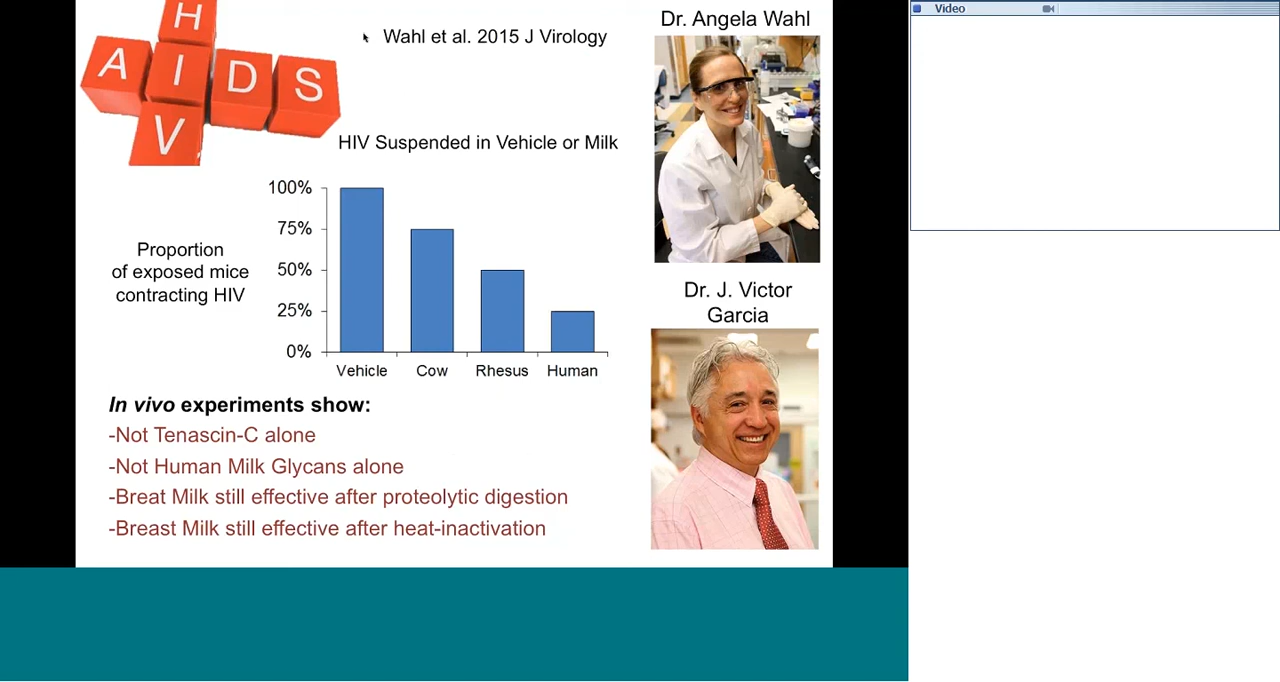 H
AIDS
V
Wahl et al. 2015 J Virology
HIV Suspended in Vehicle or Milk
Proportion
of exposed mice
contracting HIV
100%
75%
50%
25%
0%
Vehicle Cow Rhesus Human
In vivo experiments show:
-Not Tenascin-C alone
-Not Human Milk Glycans alone
-Breat Milk still effective after proteolytic digestion
-Breast Milk still effective after heat-inactivation
Dr. Angela Wahl
Dr. J. Victor
Garcia
Video